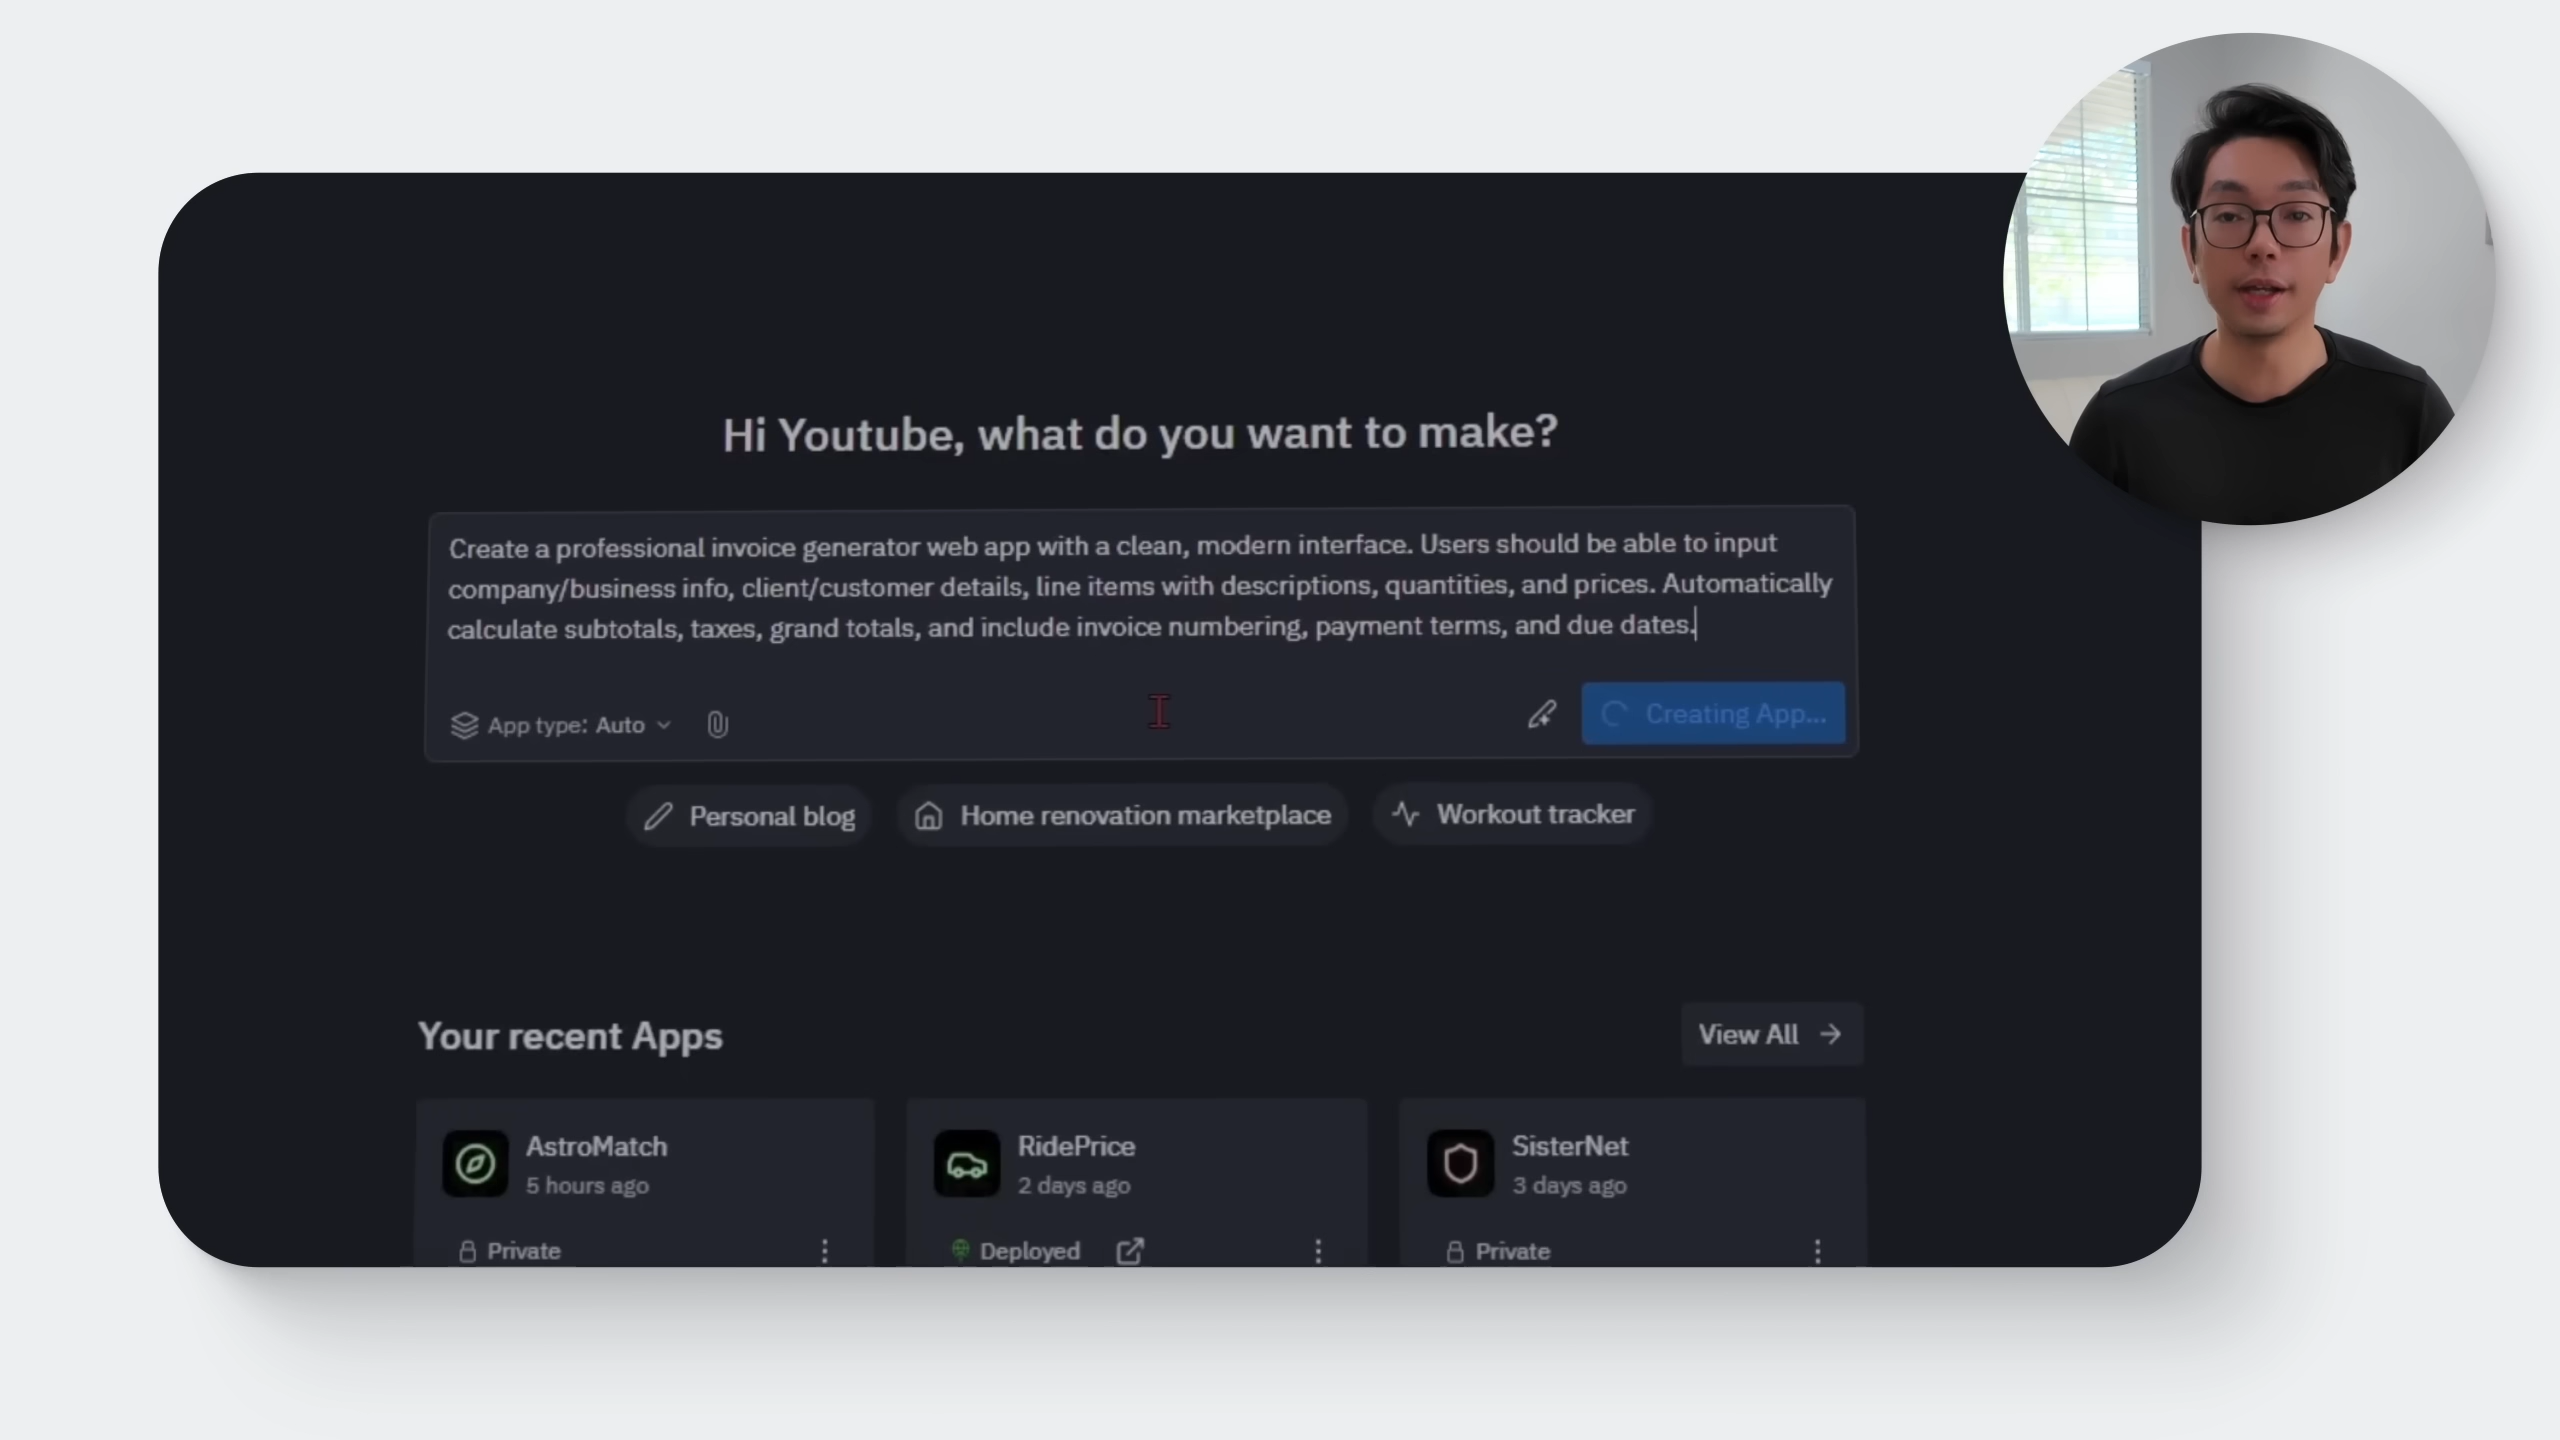 Hi Youtube, what do you want to make?
Create a professional invoice generator web app with a clean, modern interface. Users should be able to input
company/business info, client/customer details, line items with descriptions, quantities, and prices. Automatically
calculate subtotals, taxes, grand totals, and include invoice numbering, payment terms, and due dates.
App type: Auto
Creating App...
Personal blog
Home renovation marketplace
Workout tracker
Your recent Apps
View All
AstroMatch
5 hours ago
Private
RidePrice
2 days ago
Deployed
SisterNet
3 days ago
Private